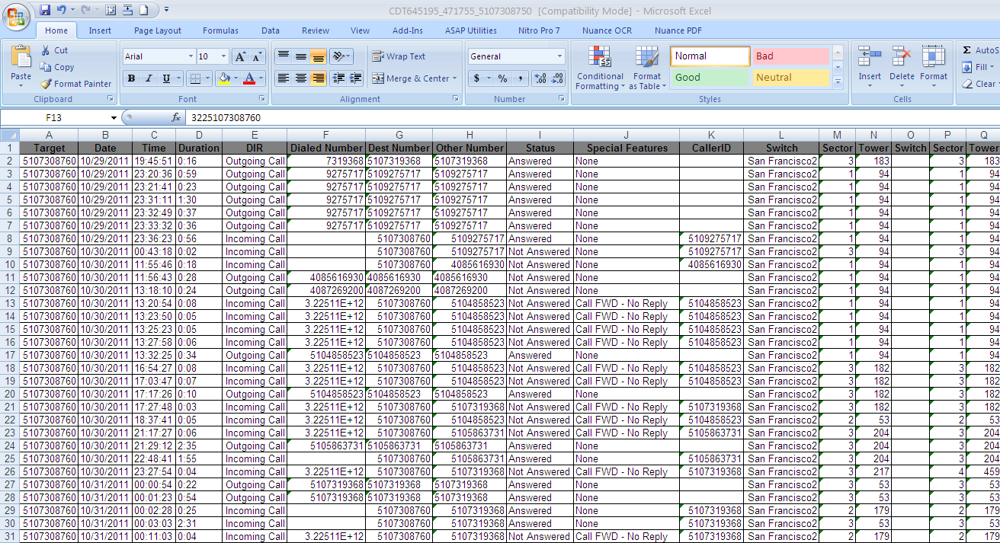 CDT645195_471755_5107308750 [Compatibility Mode] - Microsoft Excel
Home Insert Page Layout Formulas Data Review View Add-Ins ASAP Utilities Nitro Pro 7 Nuance OCR Nuance PDF
Paste Cut Copy Format Painter Clipboard
Arial 10 A A B I U A Font
Wrap Text Merge & Center Alignment
General $ % , .0 .00 .00 .0 Number
Conditional Formatting Format as Table Normal Bad Good Neutral Styles
Insert Delete Format Cells
Σ AutoS Fill Clear
F13 fx 3225107308760
A B C D E F G H I J K L M N O P Q
1 Target Date Time Duration DIR Dialed Number Dest Number Other Number Status Special Features CallerID Switch Sector Tower Switch Sector Tower
2 5107308760 10/29/2011 19:45:51 0:16 Outgoing Call 7319368 5107319368 5107319368 Answered None San Francisco2 3 183 3 183
3 5107308760 10/29/2011 23:20:36 0:59 Outgoing Call 9275717 5109275717 5109275717 Answered None San Francisco2 1 94 1 94
4 5107308760 10/29/2011 23:21:41 0:23 Outgoing Call 9275717 5109275717 5109275717 Answered None San Francisco2 1 94 1 94
5 5107308760 10/29/2011 23:31:11 1:30 Outgoing Call 9275717 5109275717 5109275717 Answered None San Francisco2 1 94 1 94
6 5107308760 10/29/2011 23:32:49 0:37 Outgoing Call 9275717 5109275717 5109275717 Answered None San Francisco2 1 94 1 94
7 5107308760 10/29/2011 23:33:32 0:36 Outgoing Call 9275717 5109275717 5109275717 Answered None San Francisco2 1 94 1 94
8 5107308760 10/29/2011 23:36:23 0:56 Incoming Call 5107308760 5109275717 Answered None 5109275717 San Francisco2 1 94 1 94
9 5107308760 10/30/2011 00:43:18 0:02 Incoming Call 5107308760 5109275717 Not Answered None 5109275717 San Francisco2 3 94 3 94
10 5107308760 10/30/2011 11:55:46 0:18 Incoming Call 5107308760 4085616930 Not Answered None 4085616930 San Francisco2 1 94 1 94
11 5107308760 10/30/2011 11:56:43 0:28 Outgoing Call 4085616930 4085616930 4085616930 Not Answered None San Francisco2 1 94 1 94
12 5107308760 10/30/2011 13:18:10 0:24 Outgoing Call 4087269200 4087269200 4087269200 Not Answered None San Francisco2 1 94 1 94
13 5107308760 10/30/2011 13:20:54 0:08 Incoming Call 3.22511E+12 5107308760 5104858523 Not Answered Call FWD - No Reply 5104858523 San Francisco2 1 94 1 94
14 5107308760 10/30/2011 13:23:50 0:05 Incoming Call 3.22511E+12 5107308760 5104858523 Not Answered Call FWD - No Reply 5104858523 San Francisco2 1 94 1 94
15 5107308760 10/30/2011 13:25:23 0:05 Incoming Call 3.22511E+12 5107308760 5104858523 Not Answered Call FWD - No Reply 5104858523 San Francisco2 1 94 1 94
16 5107308760 10/30/2011 13:27:58 0:06 Incoming Call 3.22511E+12 5107308760 5104858523 Not Answered Call FWD - No Reply 5104858523 San Francisco2 1 94 1 94
17 5107308760 10/30/2011 13:32:25 0:34 Outgoing Call 5104858523 5104858523 5104858523 Answered None San Francisco2 1 94 1 94
18 5107308760 10/30/2011 16:54:27 0:08 Incoming Call 3.22511E+12 5107308760 5104858523 Not Answered Call FWD - No Reply 5104858523 San Francisco2 3 182 3 182
19 5107308760 10/30/2011 17:03:47 0:07 Incoming Call 3.22511E+12 5107308760 5104858523 Not Answered Call FWD - No Reply 5104858523 San Francisco2 3 182 3 182
20 5107308760 10/30/2011 17:17:26 0:10 Outgoing Call 5104858523 5104858523 5104858523 Answered None San Francisco2 3 182 3 182
21 5107308760 10/30/2011 17:27:48 0:03 Incoming Call 3.22511E+12 5107308760 5107319368 Not Answered Call FWD - No Reply 5107319368 San Francisco2 3 182 3 182
22 5107308760 10/30/2011 18:37:41 0:05 Incoming Call 3.22511E+12 5107308760 5104858523 Not Answered Call FWD - No Reply 5104858523 San Francisco2 2 53 2 53
23 5107308760 10/30/2011 21:17:27 0:06 Incoming Call 3.22511E+12 5107308760 5105863731 Not Answered Call FWD - No Reply 5105863731 San Francisco2 3 204 3 204
24 5107308760 10/30/2011 21:29:12 2:35 Outgoing Call 5105863731 5105863731 5105863731 Answered None San Francisco2 3 204 3 204
25 5107308760 10/30/2011 22:48:41 1:55 Incoming Call 5107308760 5105863731 Answered None 5105863731 San Francisco2 3 204 3 204
26 5107308760 10/30/2011 23:27:54 0:04 Incoming Call 3.22511E+12 5107308760 5107319368 Not Answered Call FWD - No Reply 5107319368 San Francisco2 3 217 4 459
27 5107308760 10/31/2011 00:00:54 0:22 Outgoing Call 5107319368 5107319368 5107319368 Answered None San Francisco2 3 53 3 53
28 5107308760 10/31/2011 00:01:23 0:54 Outgoing Call 5107319368 5107319368 5107319368 Answered None San Francisco2 3 53 3 53
29 5107308760 10/31/2011 00:02:28 0:25 Incoming Call 5107308760 5107319368 Answered None 5107319368 San Francisco2 2 179 2 179
30 5107308760 10/31/2011 00:03:03 2:31 Incoming Call 5107308760 5107319368 Answered None 5107319368 San Francisco2 3 53 3 53
31 5107308760 10/31/2011 00:11:03 0:04 Incoming Call 3.22511E+12 5107308760 5107319368 Not Answered Call FWD - No Reply 5107319368 San Francisco2 2 179 2 179